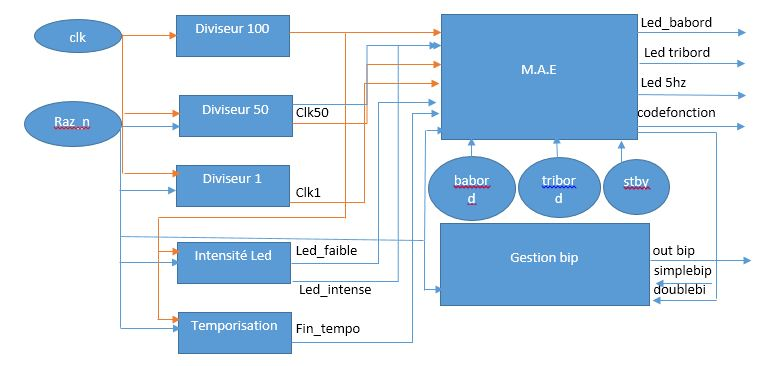 clk
Diviseur 100
Led_babord
M.A.E
Led tribord
Led 5hz
Raz_n
Diviseur 50
Clk50
codefonction
Diviseur 1
Clk1
babor
d
tribor
d
stby
Intensité Led
Led_faible
Led_intense
Gestion bip
out bip
simplebip
doublebi
Temporisation
Fin_tempo